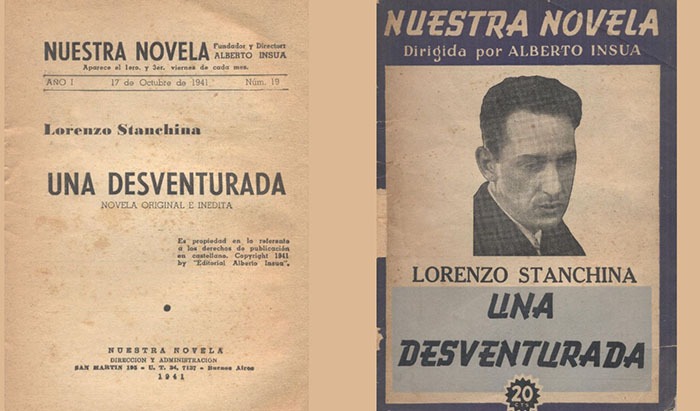 NUESTRA NOVELA
Fundador y Director:
ALBERTO INSUA
Aparece el 1ero. y 3er. viernes de cada mes.
AÑO I 17 de Octubre de 1941 Núm. 19
Lorenzo Stanchina
UNA DESVENTURADA
NOVELA ORIGINAL E INEDITA
Es propiedad en lo referente
a los derechos de publicación
en castellano. Copyright 1941
by "Editorial Alberto Insua".
NUESTRA NOVELA
DIRECCION Y ADMINISTRACION
SAN MARTIN 195 - U. T. 34, 7137 - Buenos Aires
1941
NUESTRA NOVELA
Dirigida por ALBERTO INSUA
LORENZO STANCHINA
UNA
DESVENTURADA
20
CTS